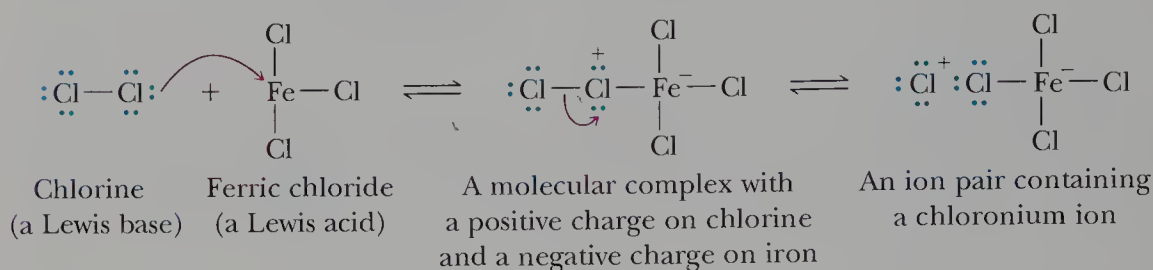 Cl
Cl
:Cl—Cl: + Fe—Cl ⇌ :Cl—Cl⁺—Fe⁻—Cl ⇌ :Cl⁺ :Cl—Fe⁻—Cl
Cl
Cl
Cl
Cl
Chlorine
(a Lewis base)
Ferric chloride
(a Lewis acid)
A molecular complex with
a positive charge on chlorine
and a negative charge on iron
An ion pair containing
a chloronium ion